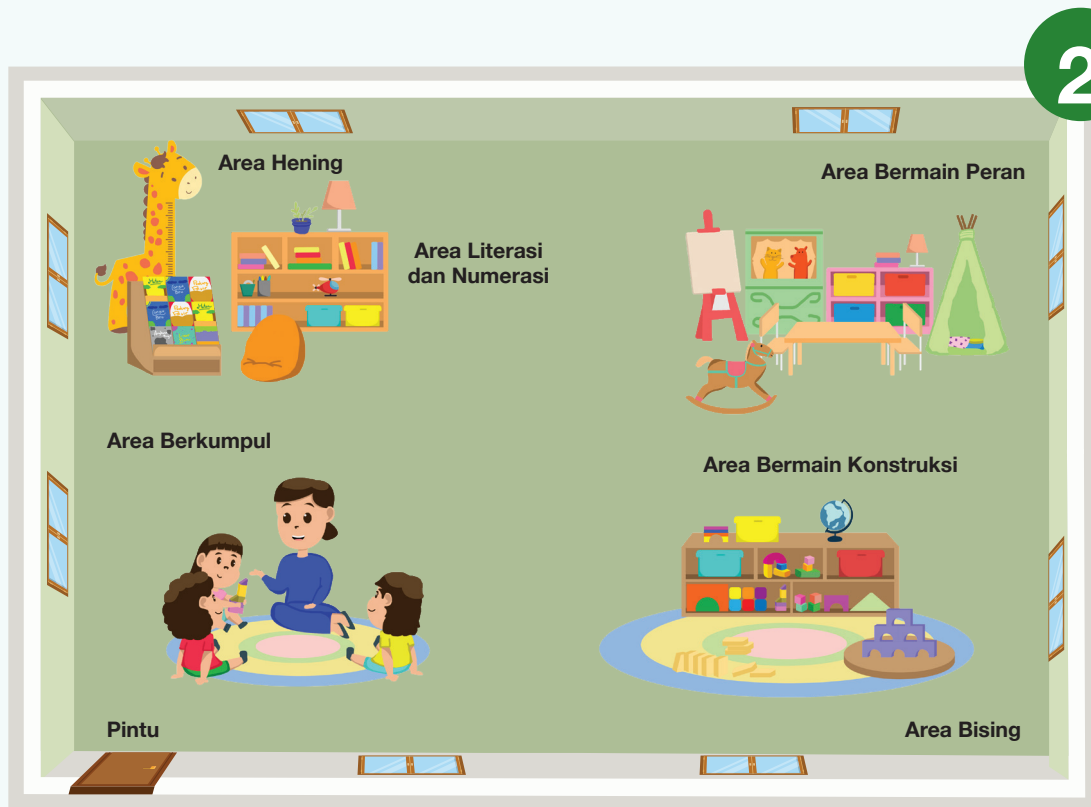 2
Area Hening
Area Bermain Peran
Area Literasi
dan Numerasi
Area Berkumpul
Area Bermain Konstruksi
Pintu
Area Bising